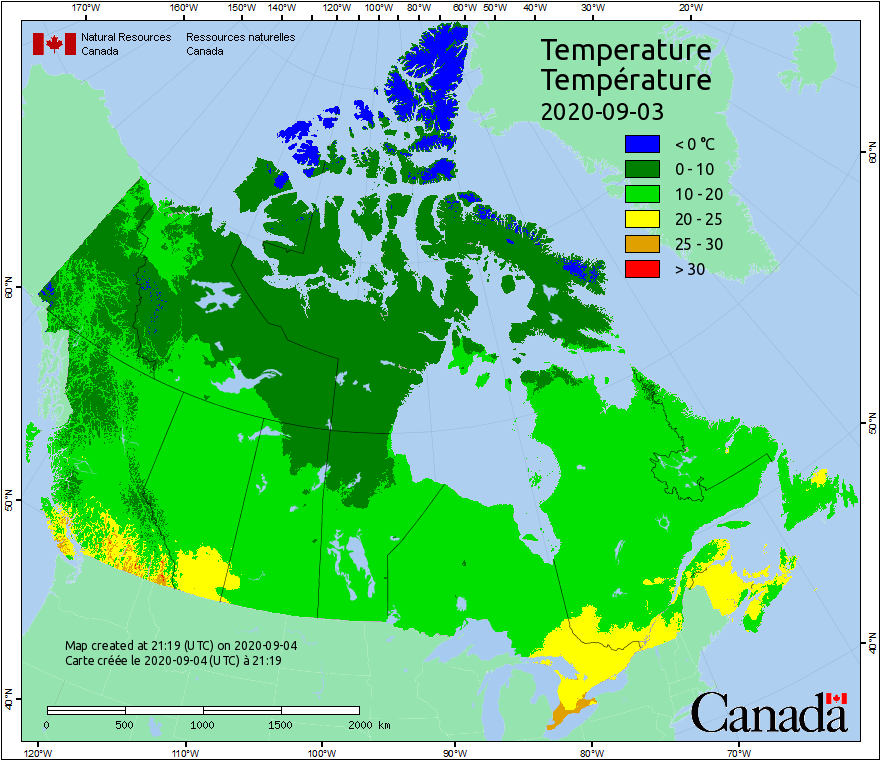 170°W 160°W 150°W 140°W 130°W 120°W 110°W 100°W 90°W 80°W 70°W 60°W 50°W 40°W 30°W 20°W
Natural Resources Ressources naturelles
Canada Canada
Temperature
Température
2020-09-03
< 0 °C
0 - 10
10 - 20
20 - 25
25 - 30
> 30
60°N
60°N
50°N
50°N
40°N
40°N
Map created at 21:19 (UTC) on 2020-09-04
Carte créée le 2020-09-04 (UTC) à 21:19
0 500 1000 1500 2000 km
Canada
120°W 110°W 100°W 90°W 80°W 70°W